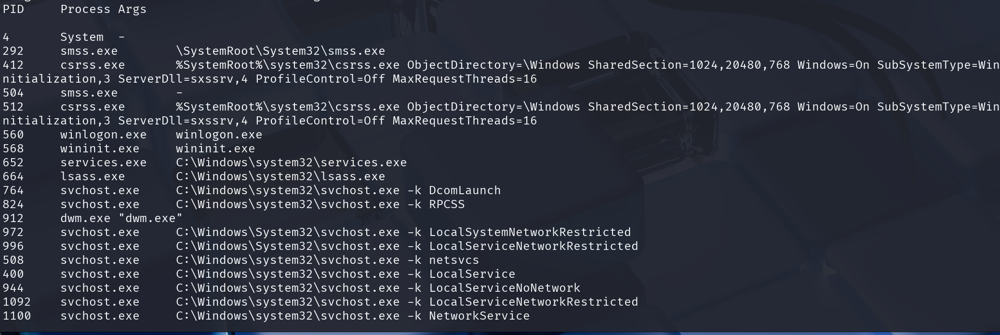 PID Process Args
4 System -
292 smss.exe \SystemRoot\System32\smss.exe
412 csrss.exe %SystemRoot%\system32\csrss.exe ObjectDirectory=\Windows SharedSection=1024,20480,768 Windows=On SubSystemType=Win
nitialization,3 ServerDll=sxssrv,4 ProfileControl=Off MaxRequestThreads=16
504 smss.exe -
512 csrss.exe %SystemRoot%\system32\csrss.exe ObjectDirectory=\Windows SharedSection=1024,20480,768 Windows=On SubSystemType=Win
nitialization,3 ServerDll=sxssrv,4 ProfileControl=Off MaxRequestThreads=16
560 winlogon.exe winlogon.exe
568 wininit.exe wininit.exe
652 services.exe C:\Windows\system32\services.exe
664 lsass.exe C:\Windows\system32\lsass.exe
764 svchost.exe C:\Windows\system32\svchost.exe -k DcomLaunch
824 svchost.exe C:\Windows\system32\svchost.exe -k RPCSS
912 dwm.exe "dwm.exe"
972 svchost.exe C:\Windows\System32\svchost.exe -k LocalSystemNetworkRestricted
996 svchost.exe C:\Windows\System32\svchost.exe -k LocalServiceNetworkRestricted
508 svchost.exe C:\Windows\system32\svchost.exe -k netsvcs
400 svchost.exe C:\Windows\system32\svchost.exe -k LocalService
944 svchost.exe C:\Windows\system32\svchost.exe -k LocalServiceNoNetwork
1092 svchost.exe C:\Windows\system32\svchost.exe -k LocalServiceNetworkRestricted
1100 svchost.exe C:\Windows\system32\svchost.exe -k NetworkService